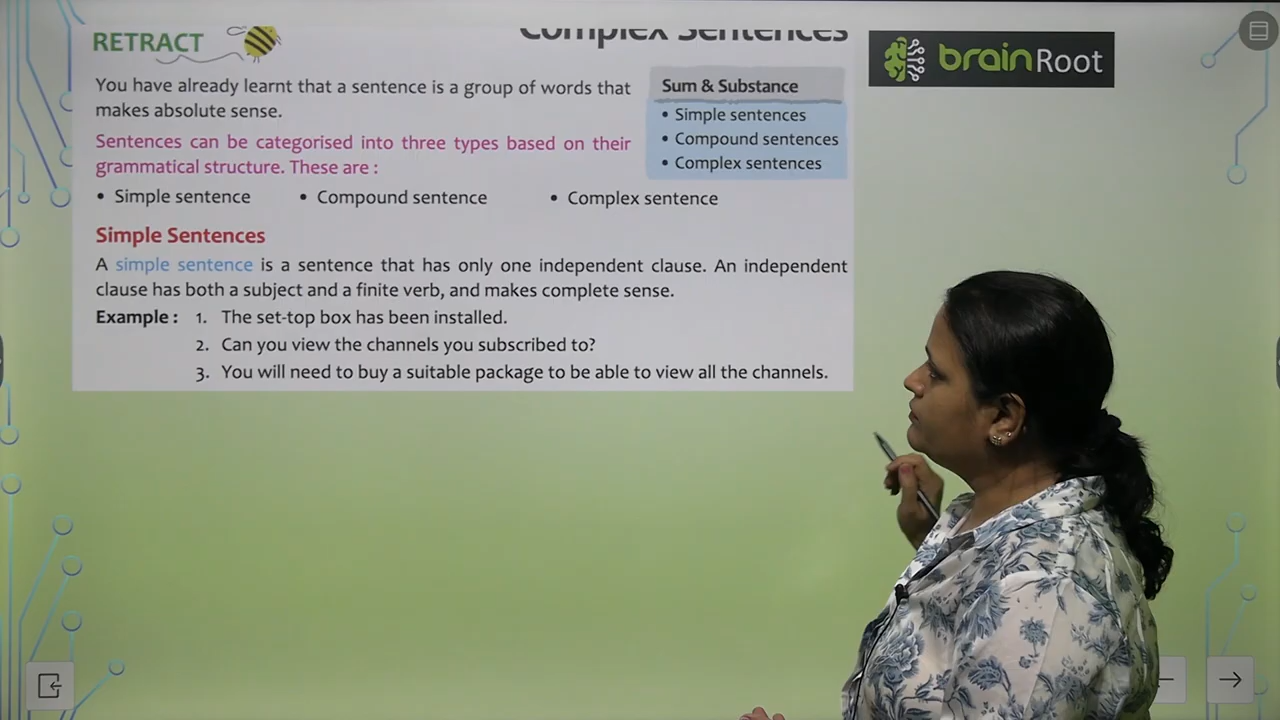 Complex Sentences
RETRACT
brainRoot
You have already learnt that a sentence is a group of words that
makes absolute sense.
Sum & Substance
• Simple sentences
• Compound sentences
• Complex sentences
Sentences can be categorised into three types based on their
grammatical structure. These are :
• Simple sentence • Compound sentence • Complex sentence
Simple Sentences
A simple sentence is a sentence that has only one independent clause. An independent
clause has both a subject and a finite verb, and makes complete sense.
Example : 1. The set-top box has been installed.
2. Can you view the channels you subscribed to?
3. You will need to buy a suitable package to be able to view all the channels.